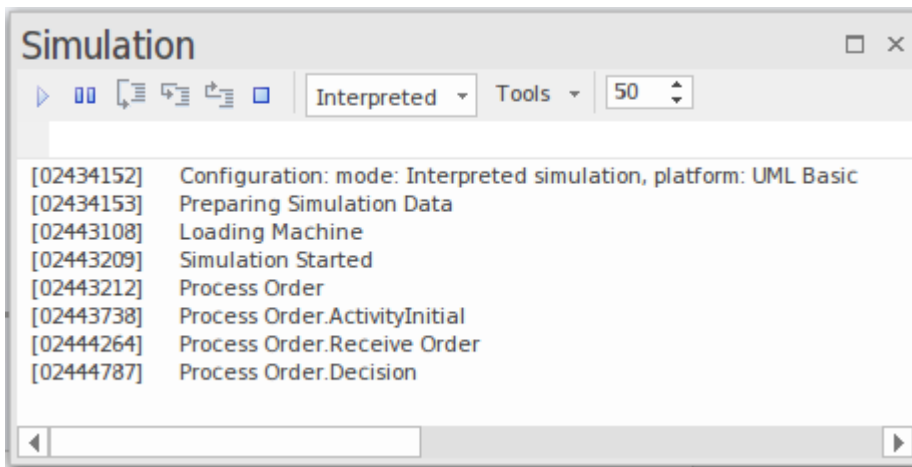 Simulation
Interpreted Tools 50
[02434152] Configuration: mode: Interpreted simulation, platform: UML Basic
[02434153] Preparing Simulation Data
[02443108] Loading Machine
[02443209] Simulation Started
[02443212] Process Order
[02443738] Process Order.ActivityInitial
[02444264] Process Order.Receive Order
[02444787] Process Order.Decision